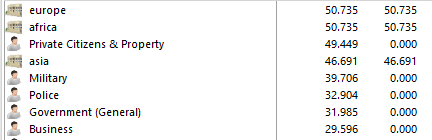 europe 50.735 50.735
africa 50.735 50.735
Private Citizens & Property 49.449 0.000
asia 46.691 46.691
Military 39.706 0.000
Police 32.904 0.000
Government (General) 31.985 0.000
Business 29.596 0.000